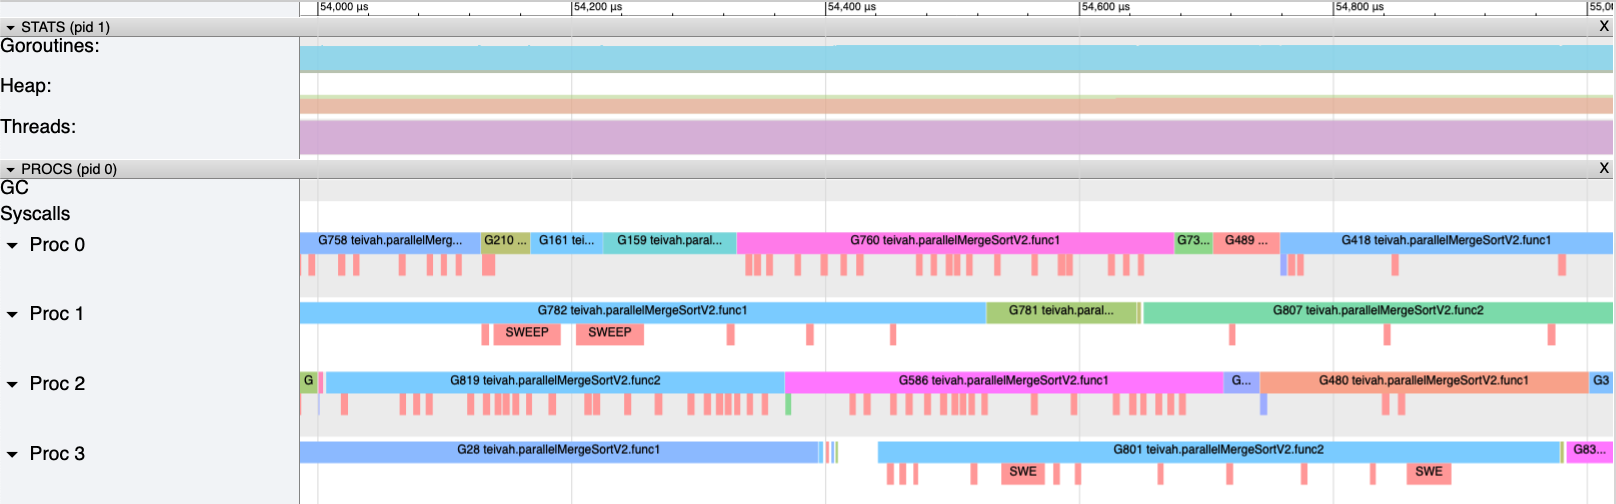 54,000 µs 54,200 µs 54,400 µs 54,600 µs 54,800 µs 55,0
STATS (pid 1) X
Goroutines:
Heap:
Threads:
PROCS (pid 0) X
GC
Syscalls
Proc 0 G758 teivah.parallelMerg... G210 ... G161 tei... G159 teivah.paral... G760 teivah.parallelMergeSortV2.func1 G73... G489 ... G418 teivah.parallelMergeSortV2.func1
Proc 1 G782 teivah.parallelMergeSortV2.func1 G781 teivah.paral... G807 teivah.parallelMergeSortV2.func2
SWEEP SWEEP
Proc 2 G G819 teivah.parallelMergeSortV2.func2 G586 teivah.parallelMergeSortV2.func1 G... G480 teivah.parallelMergeSortV2.func1 G3
Proc 3 G28 teivah.parallelMergeSortV2.func1 G801 teivah.parallelMergeSortV2.func2 G83...
SWE SWE